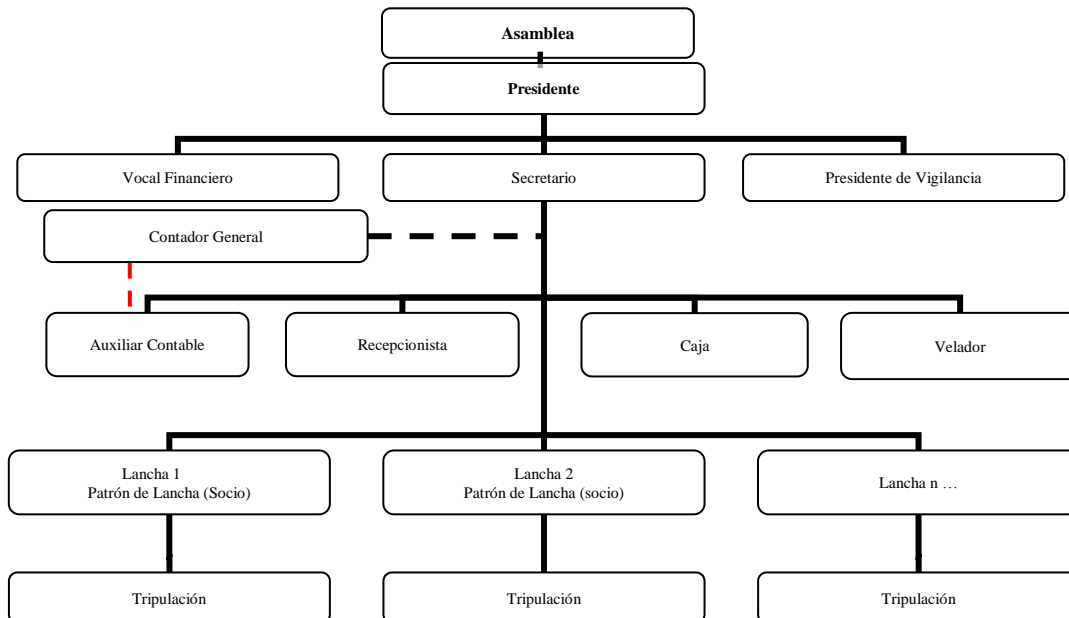 Asamblea
Presidente
Vocal Financiero
Secretario
Presidente de Vigilancia
Contador General
Auxiliar Contable
Recepcionista
Caja
Velador
Lancha 1
Patrón de Lancha (Socio)
Lancha 2
Patrón de Lancha (socio)
Lancha n …
Tripulación
Tripulación
Tripulación